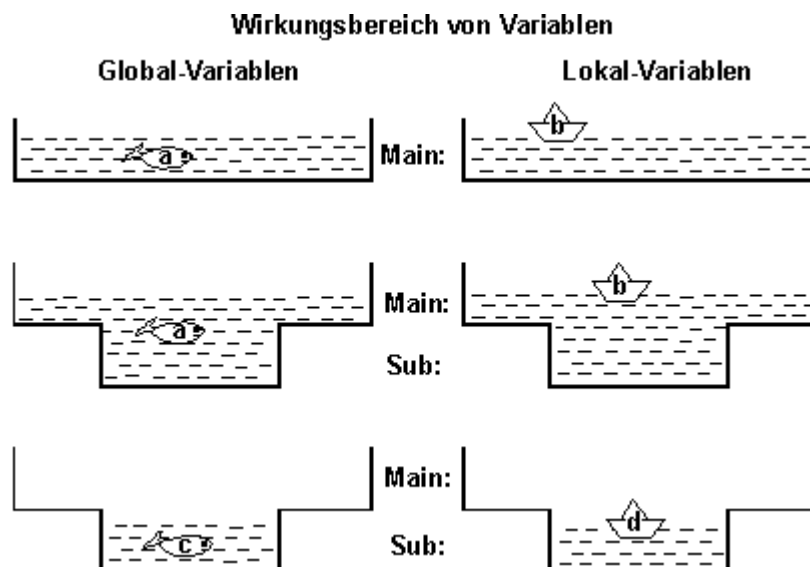 Wirkungsbereich von Variablen
Global-Variablen Lokal-Variablen
a Main: b
Main: b
a
Sub:
Main:
c Sub: d